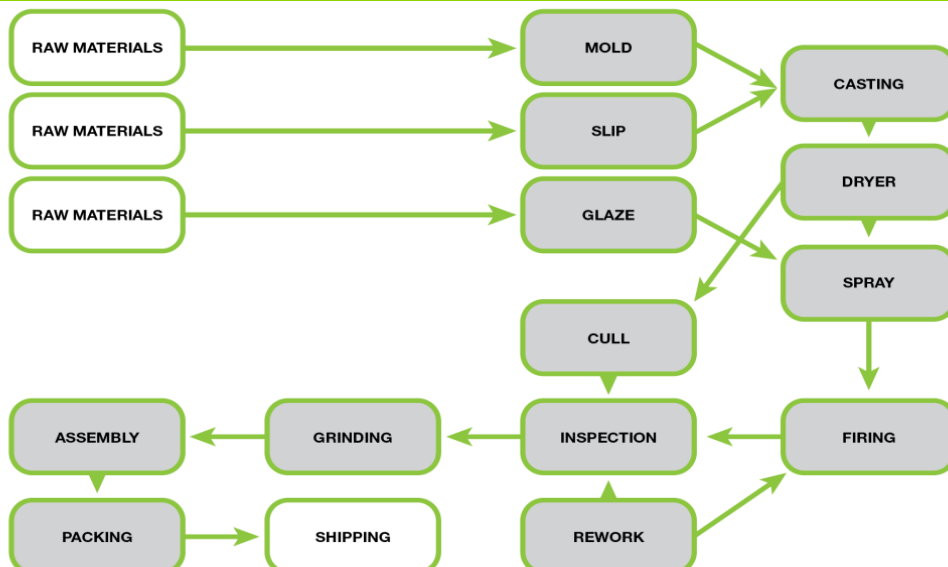 RAW MATERIALS
MOLD
CASTING
RAW MATERIALS
SLIP
DRYER
RAW MATERIALS
GLAZE
SPRAY
CULL
ASSEMBLY
GRINDING
INSPECTION
FIRING
PACKING
SHIPPING
REWORK